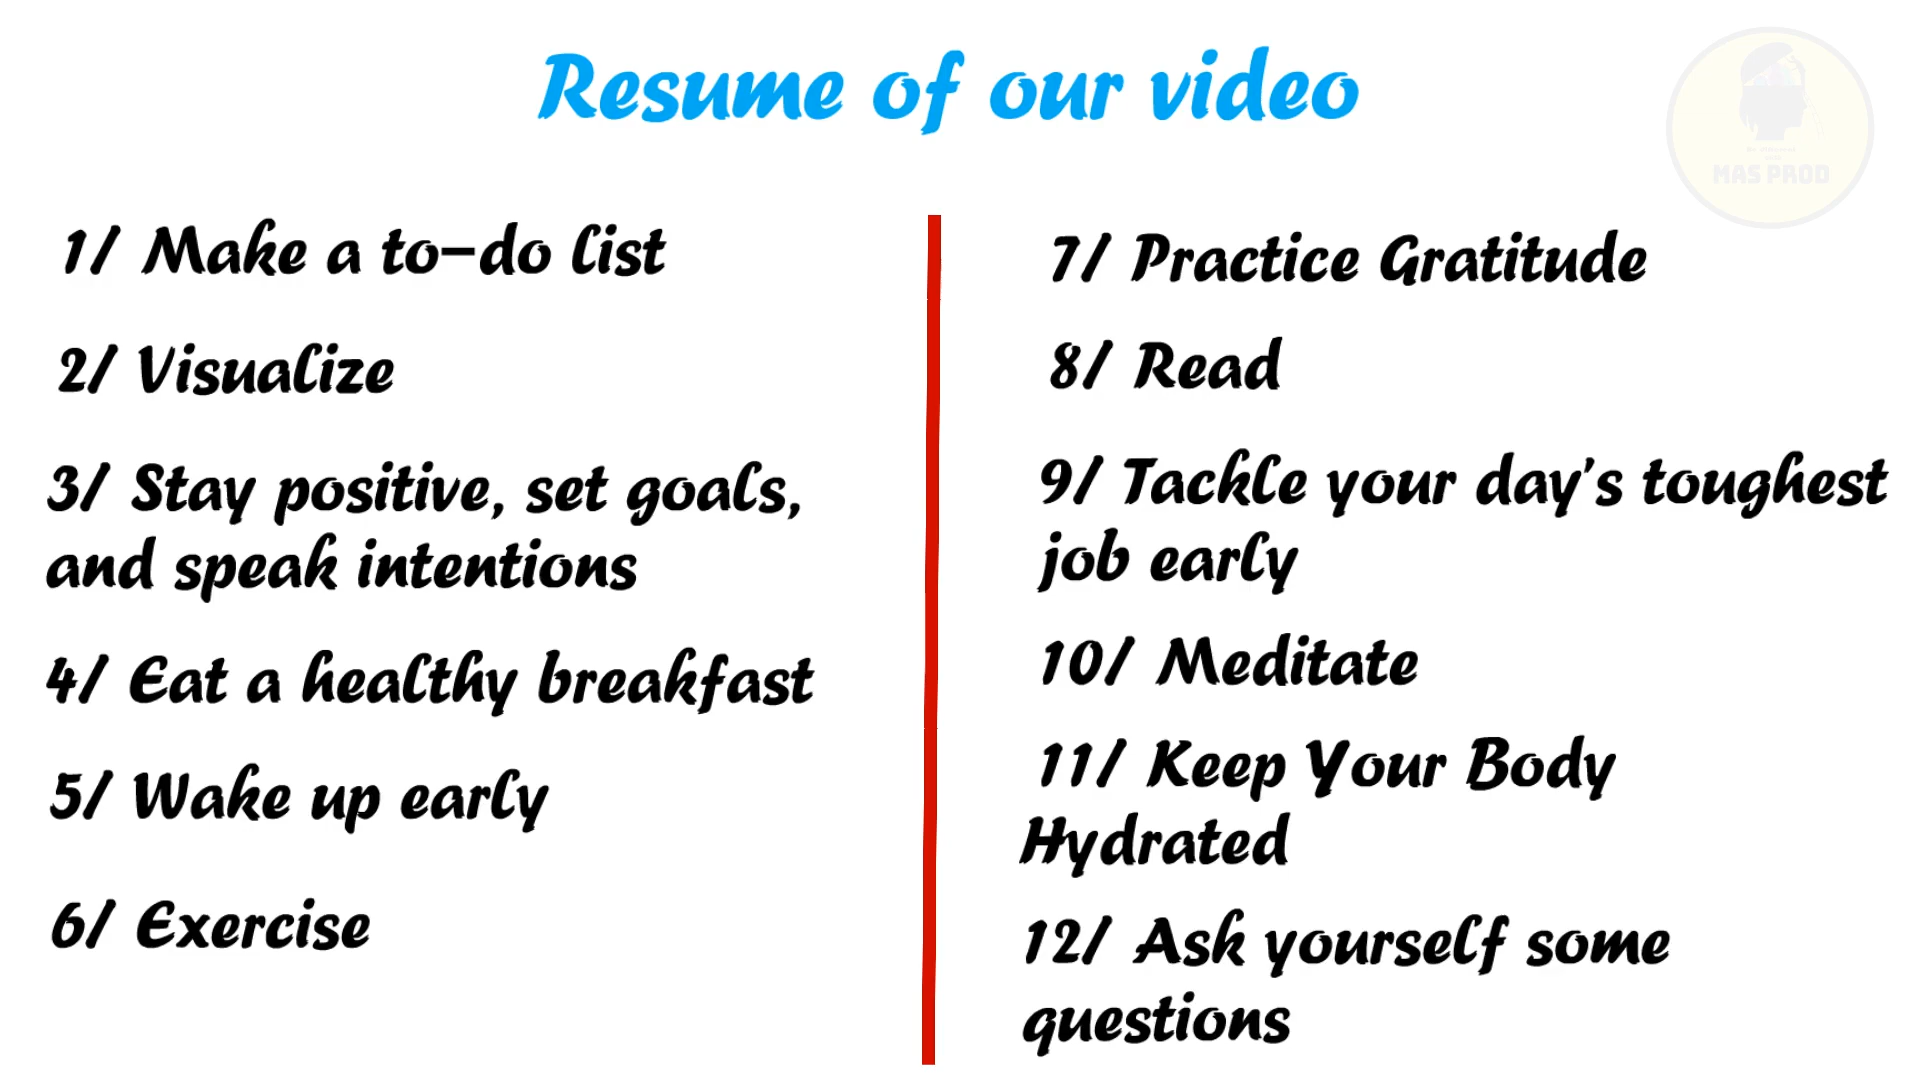 Resume of our video
MAS PROD
1/ Make a to-do list
2/ Visualize
3/ Stay positive, set goals,
and speak intentions
4/ Eat a healthy breakfast
5/ Wake up early
6/ Exercise
7/ Practice Gratitude
8/ Read
9/ Tackle your day's toughest
job early
10/ Meditate
11/ Keep Your Body
Hydrated
12/ Ask yourself some
questions